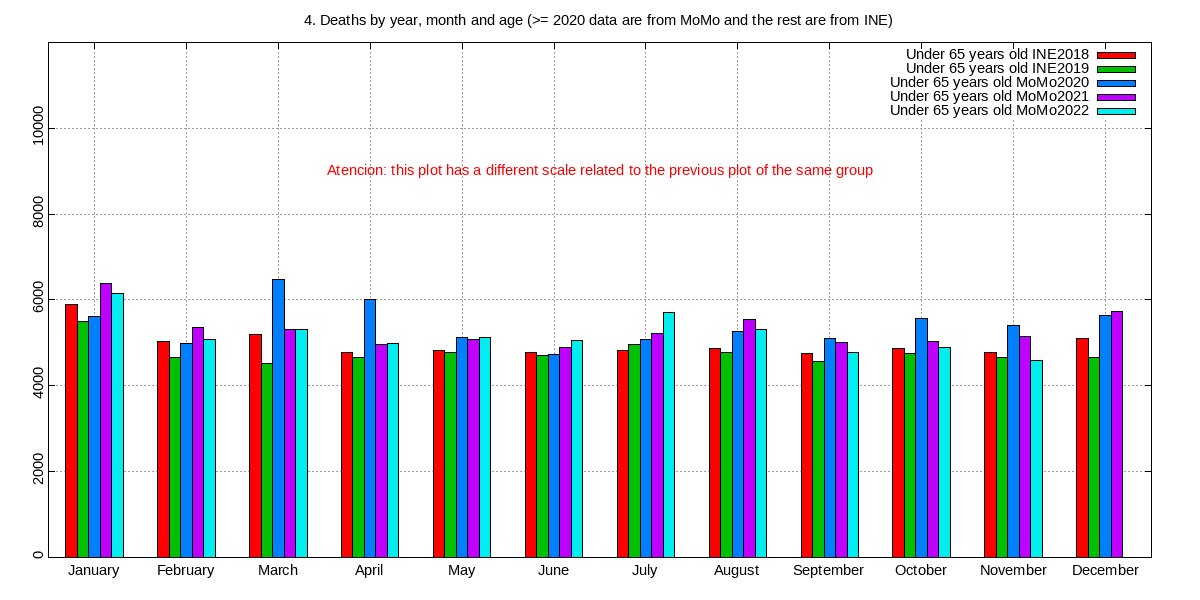 4. Deaths by year, month and age (>= 2020 data are from MoMo and the rest are from INE)
Under 65 years old INE2018
Under 65 years old INE2019
Under 65 years old MoMo2020
Under 65 years old MoMo2021
Under 65 years old MoMo2022
Atencion: this plot has a different scale related to the previous plot of the same group
10000
8000
6000
4000
2000
0
January February March April May June July August September October November December